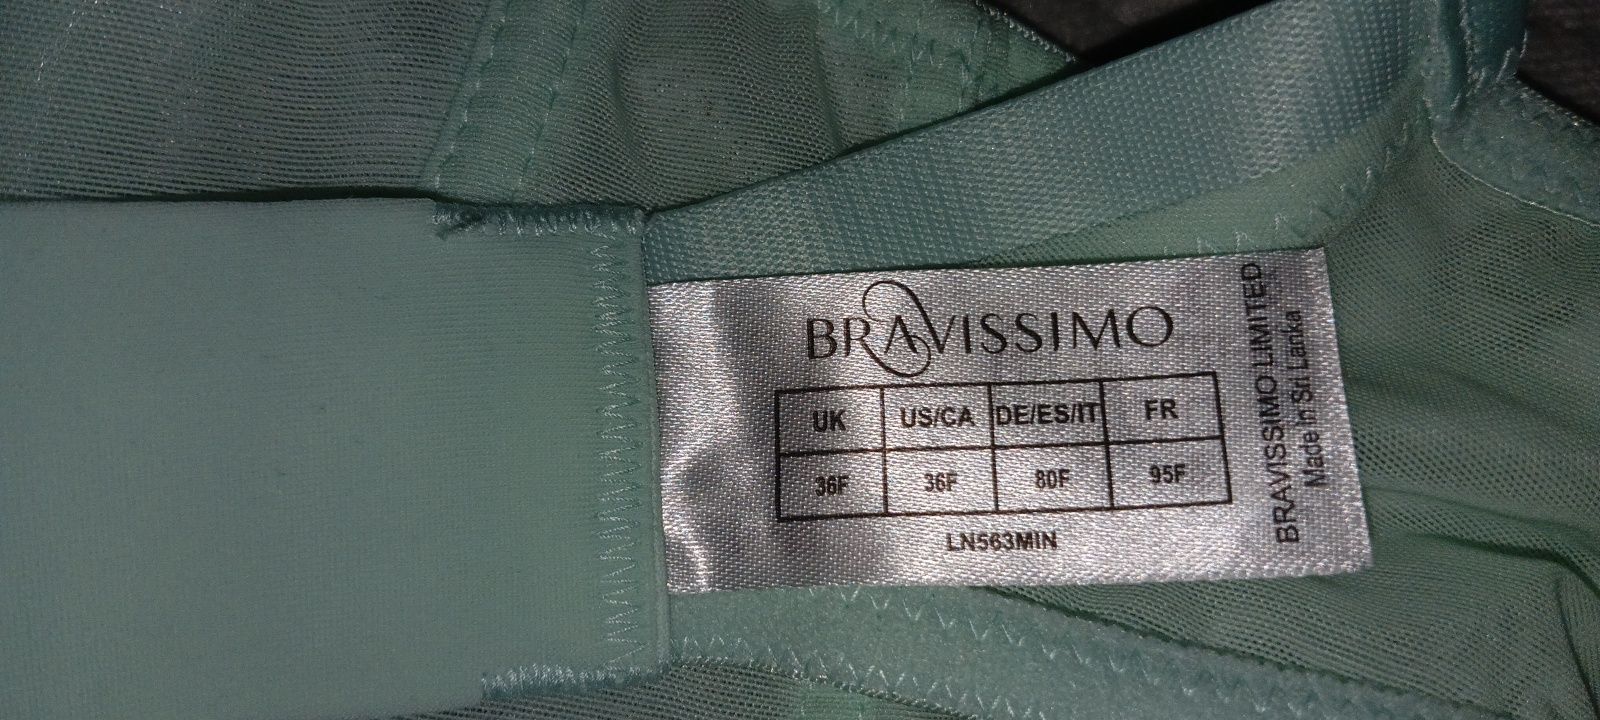 BRAVISSIMO
UK US/CA DE/ES/IT FR
36F 36F 80F 95F
LN563MIN
BRAVISSIMO LIMITED
Made in Sri Lanka